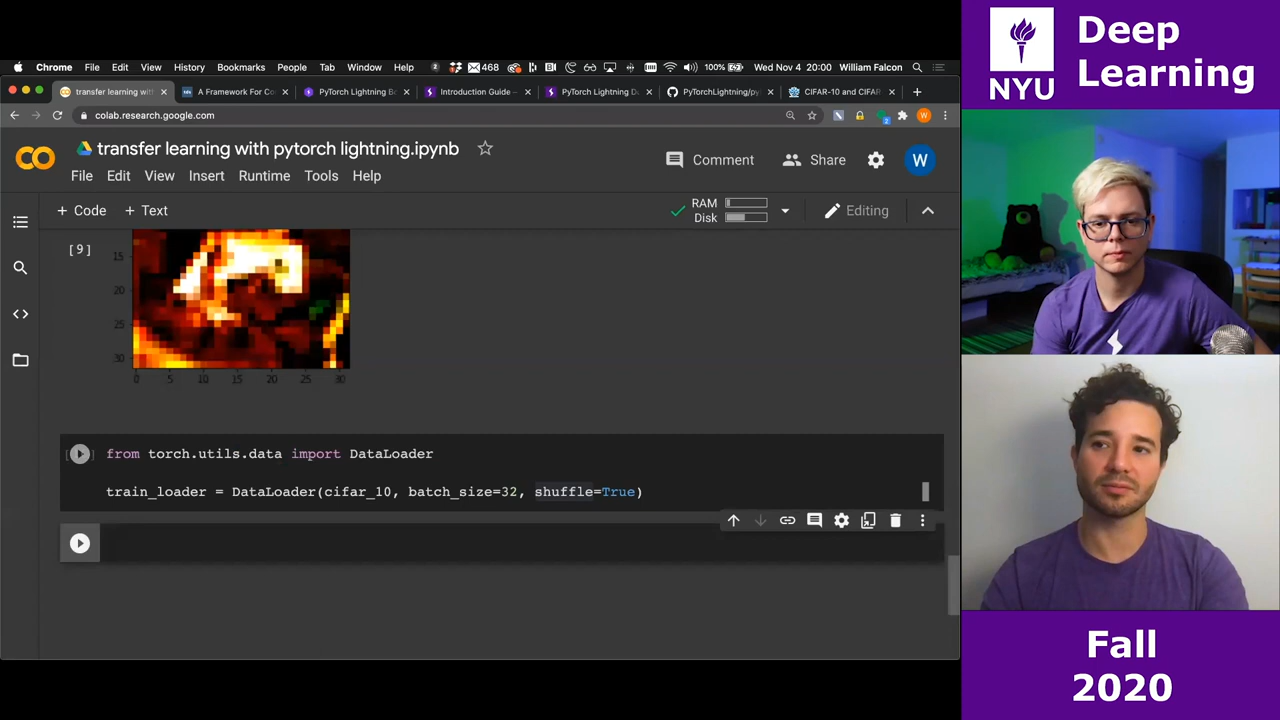 Chrome File Edit View History Bookmarks People Tab Window Help 468 100% Wed Nov 4 20:00 William Falcon
transfer learning with A Framework For Co PyTorch Lightning B Introduction Guide — PyTorch Lightning D PyTorchLightning/py CIFAR-10 and CIFAR
colab.research.google.com W
transfer learning with pytorch lightning.ipynb
Comment Share W
File Edit View Insert Runtime Tools Help
+ Code + Text RAM Disk Editing
[9]
15
20
25
30
0 5 10 15 20 25 30
from torch.utils.data import DataLoader
train_loader = DataLoader(cifar_10, batch_size=32, shuffle=True)
NYU
Deep
Learning
Fall
2020